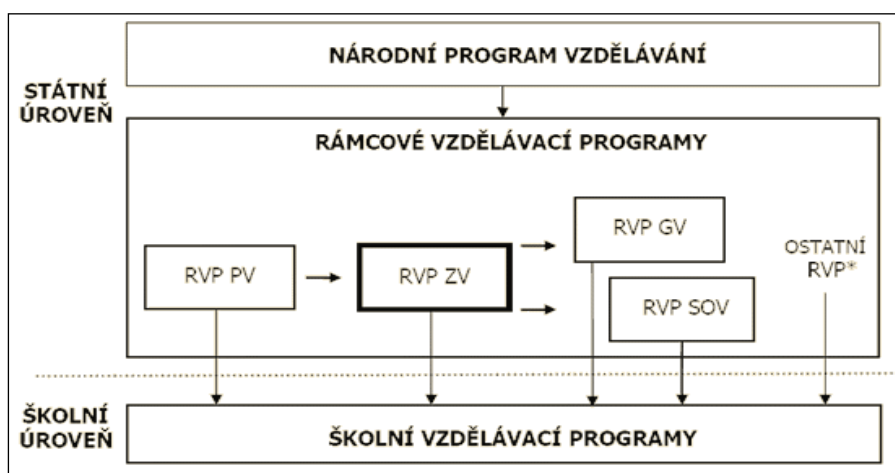 NÁRODNÍ PROGRAM VZDĚLÁVÁNÍ
STÁTNÍ
ÚROVEŇ
RÁMCOVÉ VZDĚLÁVACÍ PROGRAMY
RVP GV
OSTATNÍ
RVP*
RVP PV
RVP ZV
RVP SOV
ŠKOLNÍ
ÚROVEŇ
ŠKOLNÍ VZDĚLÁVACÍ PROGRAMY